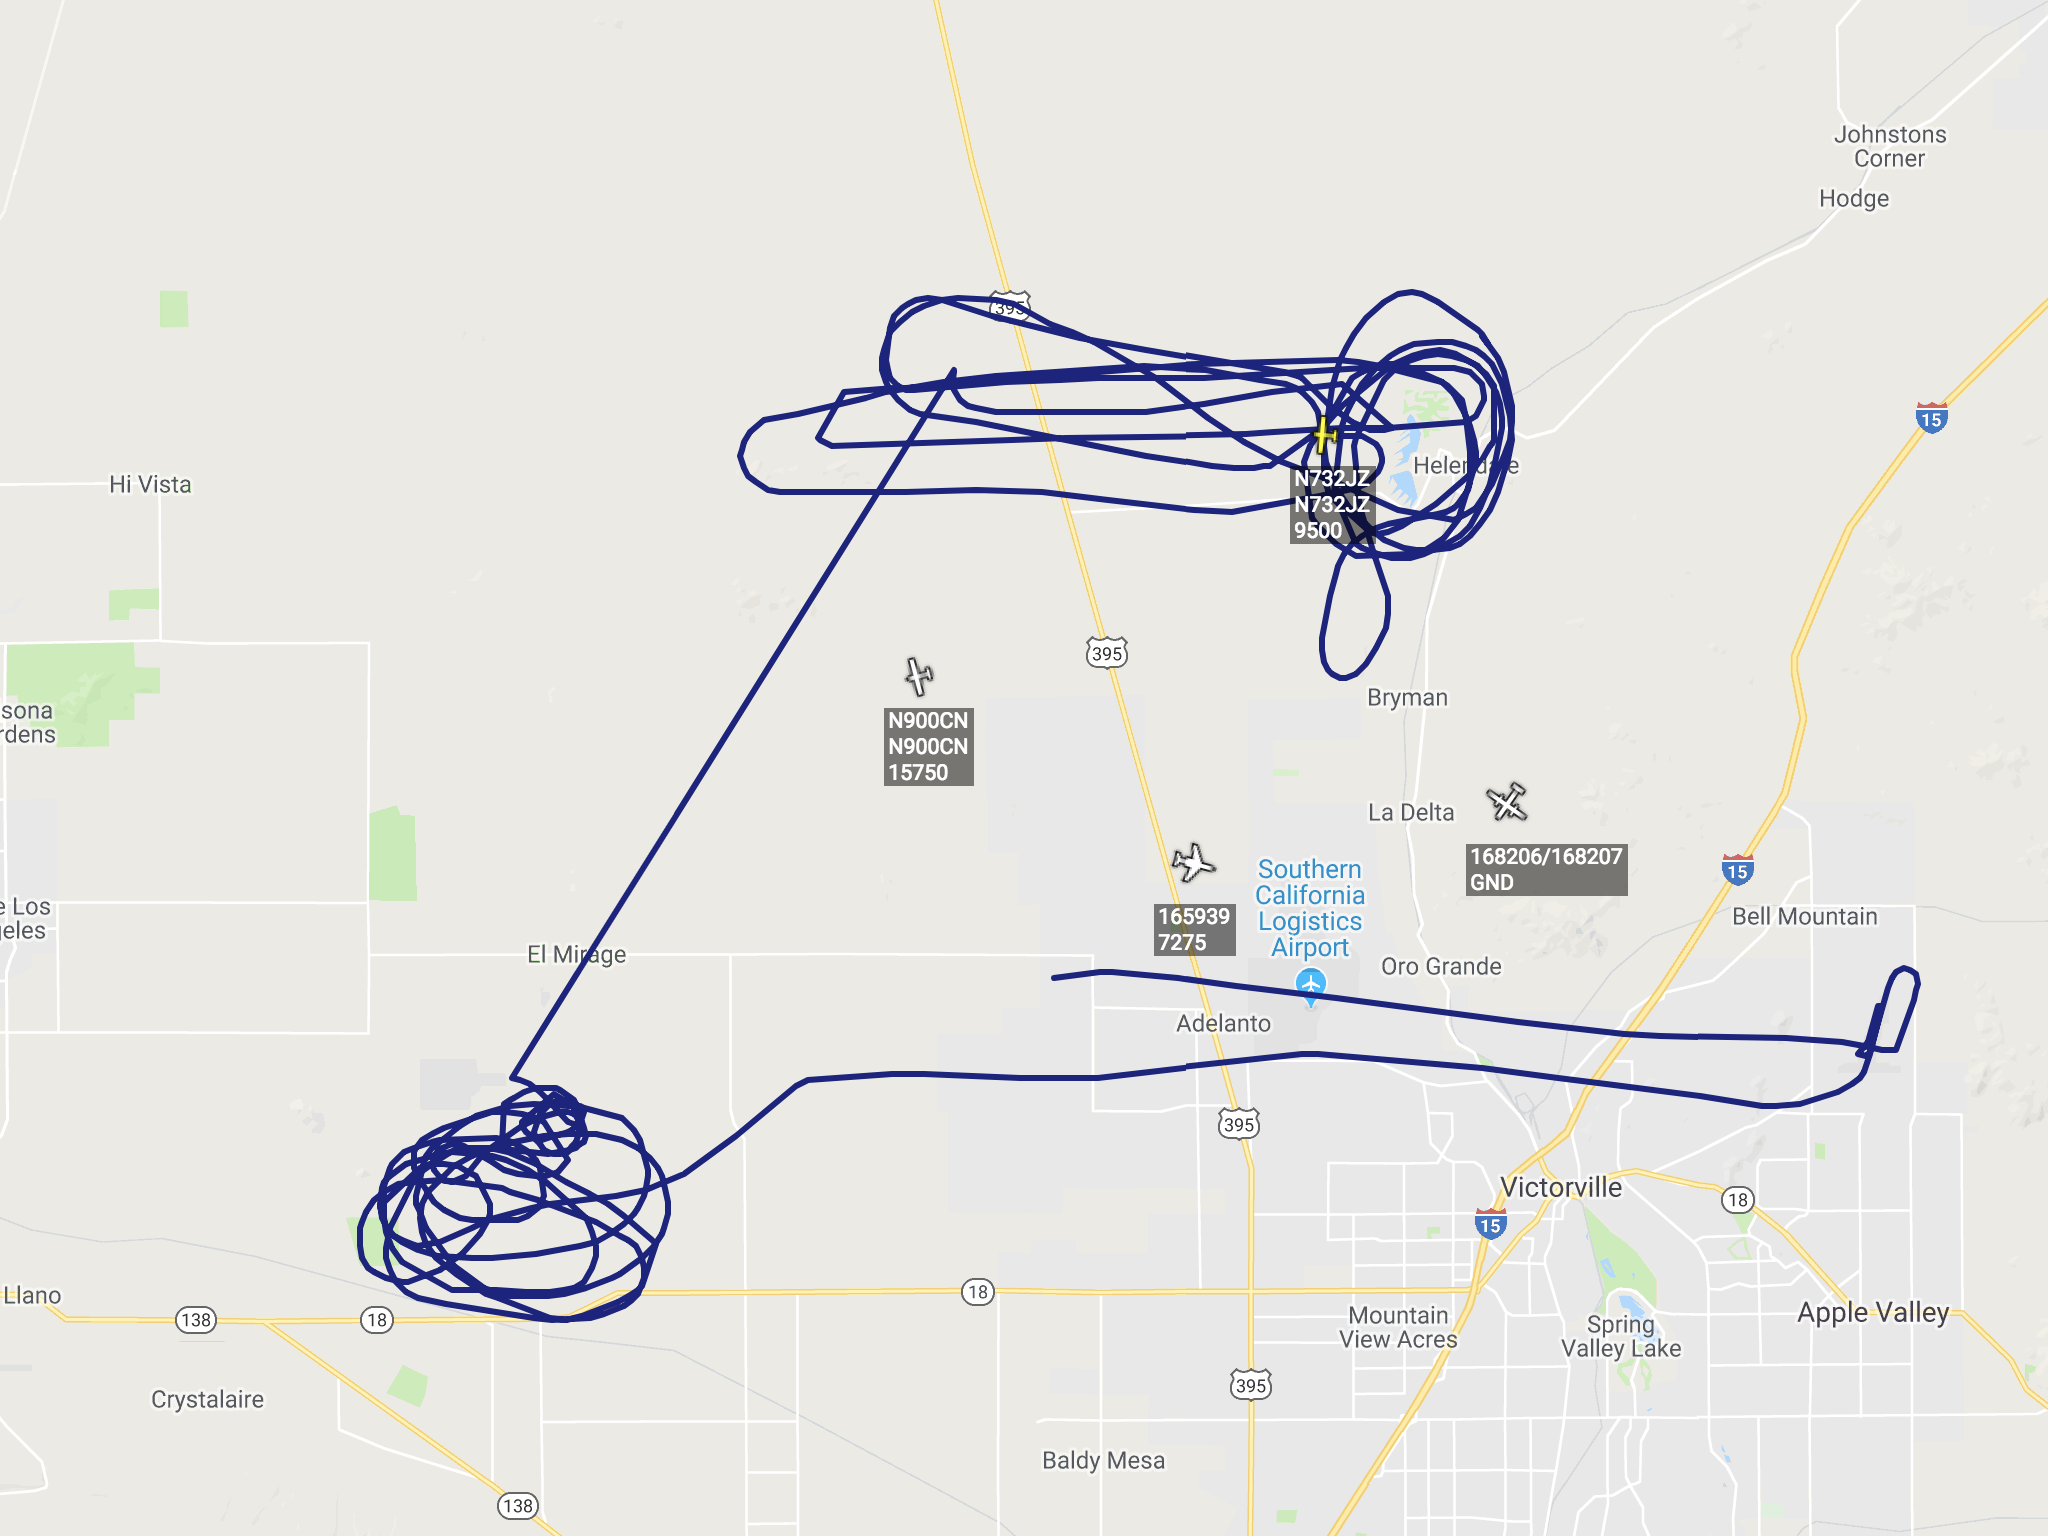 Johnstons
Corner
Hodge
395
15
Hi Vista
Helendale
N732JZ
N732JZ
9500
395
Bryman
sona
rdens
N900CN
N900CN
15750
La Delta
168206/168207
GND
15
165939
7275
Southern
California
Logistics
Airport
e Los
geles
Bell Mountain
El Mirage
Oro Grande
Adelanto
395
Victorville
18
15
Llano
138
18
18
Mountain
View Acres
Spring
Valley Lake
Apple Valley
395
Crystalaire
Baldy Mesa
138